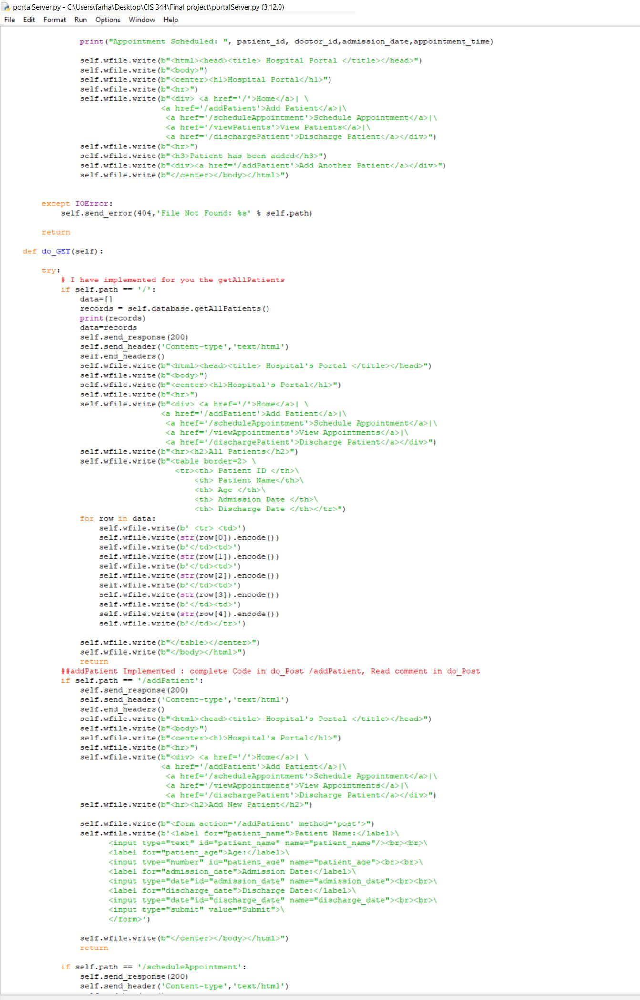 portalServer.py - C:\Users\farha\Desktop\CIS 344\Final project\portalServer.py (3.12.0)
File Edit Format Run Options Window Help
print("Appointment Scheduled: ", patient_id, doctor_id,admission_date,appointment_time)
self.wfile.write(b"<html><head><title> Hospital Portal </title></head>")
self.wfile.write(b"<body>")
self.wfile.write(b"<center><h1>Hospital Portal</h1>")
self.wfile.write(b"<hr>")
self.wfile.write(b"<div> <a href='/'>Home</a>| \
<a href='/addPatient'>Add Patient</a>|\
<a href='/scheduleAppointment'>Schedule Appointment</a>|\
<a href='/viewPatients'>View Patients</a>|\
<a href='/dischargePatient'>Discharge Patient</a></div>")
self.wfile.write(b"<hr>")
self.wfile.write(b"<h3>Patient has been added</h3>")
self.wfile.write(b"<div><a href='/addPatient'>Add Another Patient</a></div>")
self.wfile.write(b"</center></body></html>")
except IOError:
self.send_error(404,'File Not Found: %s' % self.path)
return
def do_GET(self):
try:
# I have implemented for you the getAllPatients
if self.path == '/':
data=[]
records = self.database.getAllPatients()
print(records)
data=records
self.send_response(200)
self.send_header('Content-type','text/html')
self.end_headers()
self.wfile.write(b"<html><head><title> Hospital's Portal </title></head>")
self.wfile.write(b"<body>")
self.wfile.write(b"<center><h1>Hospital's Portal</h1>")
self.wfile.write(b"<hr>")
self.wfile.write(b"<div> <a href='/'>Home</a>| \
<a href='/addPatient'>Add Patient</a>|\
<a href='/scheduleAppointment'>Schedule Appointment</a>|\
<a href='/viewAppointments'>View Appointments</a>|\
<a href='/dischargePatient'>Discharge Patient</a></div>")
self.wfile.write(b"<hr><h2>All Patients</h2>")
self.wfile.write(b"<table border=2> \
<tr><th> Patient ID </th>\
<th> Patient Name</th>\
<th> Age </th>\
<th> Admission Date </th>\
<th> Discharge Date </th></tr>")
for row in data:
self.wfile.write(b' <tr> <td>')
self.wfile.write(str(row[0]).encode())
self.wfile.write(b'</td><td>')
self.wfile.write(str(row[1]).encode())
self.wfile.write(b'</td><td>')
self.wfile.write(str(row[2]).encode())
self.wfile.write(b'</td><td>')
self.wfile.write(str(row[3]).encode())
self.wfile.write(b'</td><td>')
self.wfile.write(str(row[4]).encode())
self.wfile.write(b'</td></tr>')
self.wfile.write(b"</table></center>")
self.wfile.write(b"</body></html>")
return
##addPatient Implemented : complete Code in do_Post /addPatient, Read comment in do_Post
if self.path == '/addPatient':
self.send_response(200)
self.send_header('Content-type','text/html')
self.end_headers()
self.wfile.write(b"<html><head><title> Hospital's Portal </title></head>")
self.wfile.write(b"<body>")
self.wfile.write(b"<center><h1>Hospital's Portal</h1>")
self.wfile.write(b"<hr>")
self.wfile.write(b"<div> <a href='/'>Home</a>| \
<a href='/addPatient'>Add Patient</a>|\
<a href='/scheduleAppointment'>Schedule Appointment</a>|\
<a href='/viewAppointments'>View Appointments</a>|\
<a href='/dischargePatient'>Discharge Patient</a></div>")
self.wfile.write(b"<hr><h2>Add New Patient</h2>")
self.wfile.write(b"<form action='/addPatient' method='post'>")
self.wfile.write(b'<label for="patient_name">Patient Name:</label>\
<input type="text" id="patient_name" name="patient_name"/><br><br>\
<label for="patient_age">Age:</label>\
<input type="number" id="patient_age" name="patient_age"><br><br>\
<label for="admission_date">Admission Date:</label>\
<input type="date"id="admission_date" name="admission_date"><br><br>\
<label for="discharge_date">Discharge Date:</label>\
<input type="date"id="discharge_date" name="discharge_date"><br><br>\
<input type="submit" value="Submit">\
</form>')
self.wfile.write(b"</center></body></html>")
return
if self.path == '/scheduleAppointment':
self.send_response(200)
self.send_header('Content-type','text/html')